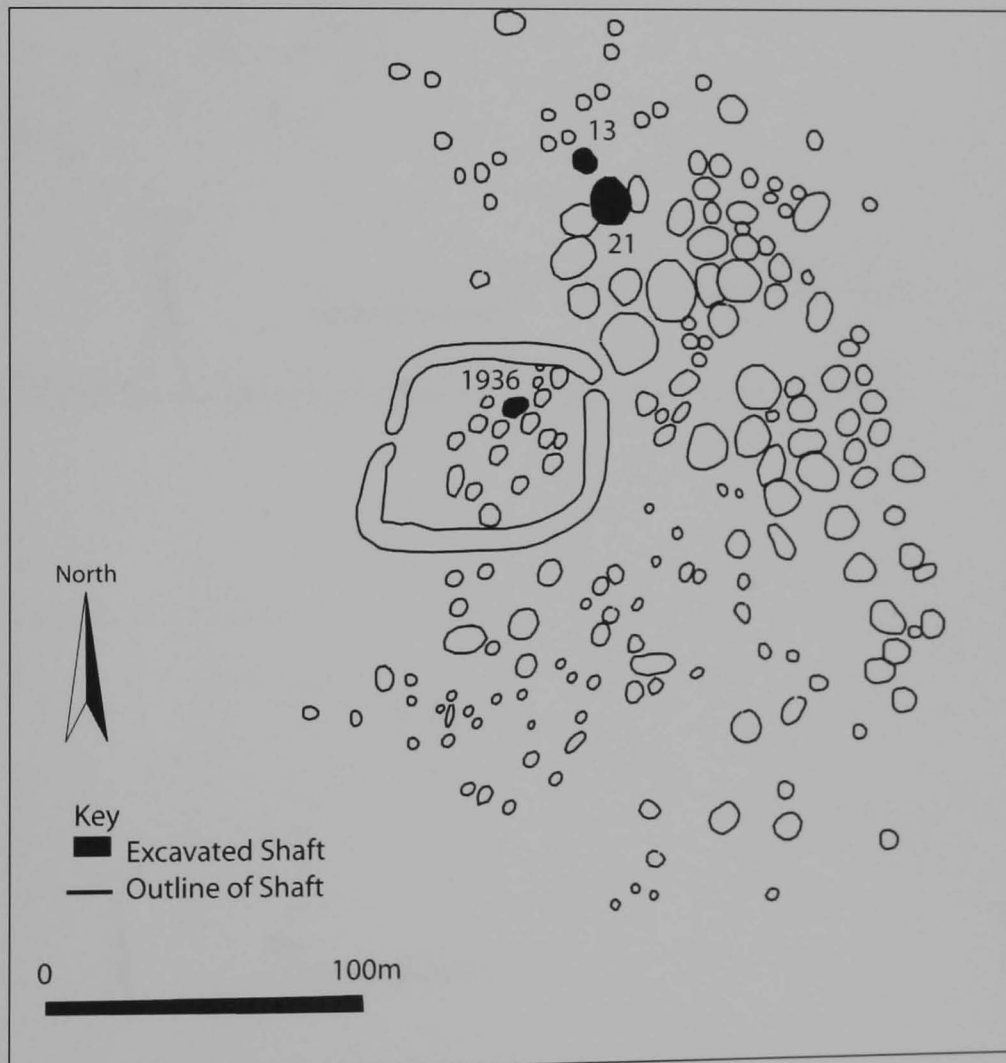 13
21
1936
North
Key
Excavated Shaft
Outline of Shaft
0 100m